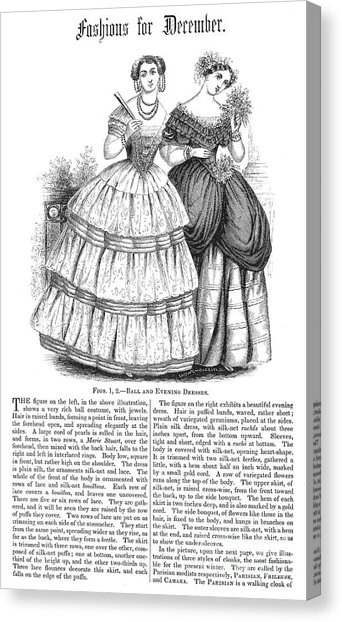 Fashions for December.
Figs. 1, 2.—Ball and Evening Dresses.
THE figure on the left, in the above illustration,
shows a very rich ball costume, with jewels.
Hair in raised bands, forming a point in front, leaving
the forehead open, and spreading elegantly at the
sides. A large cord of pearls is rolled in the hair,
and forms, in two rows, a Marie Stuart, over the
forehead, then mixed with the back hair, falls to the
right and left in interlaced rings. Body low, square
in front, but rather high on the shoulder. The dress
is plain silk, the ornaments silk-net and lace. The
whole of the front of the body is ornamented with
rows of lace and silk-net bouillons. Each row of
lace covers a bouillon, and leaves one uncovered.
There are five or six rows of lace. They are gath-
ered, and it will be seen they are raised by the row
of puffs they cover. Two rows of lace are put on as
trimming on each side of the stomacher. They start
from the same point, spreading wider as they rise, as
far as the back, where they form a bertle. The skirt
is trimmed with three rows, one over the other, com-
posed of silk-net puffs; one at bottom, another one-
third of the height up, and the other two-thirds up.
Three lace flounces decorate this skirt, and each
falls on the edge of the puffs.
The figure on the right exhibits a beautiful evening
dress. Hair in puffed bands, waved, rather short;
wreath of variegated geraniums, placed at the sides.
Plain silk dress, with silk-net ruchés about three
inches apart, from the bottom upward. Sleeves,
tight and short, edged with a ruché at bottom. The
body is covered with silk-net, opening heart-shape.
It is trimmed with two silk-net berthes, gathered a
little, with a hem about half an inch wide, marked
by a small gold cord. A row of variegated flowers
runs along to the top of the body. The upper skirt, of
silk-net, is raised cross-wise, from the front toward
the back, up to the side bouquet. The hem of each
skirt is two inches deep, and is also marked by a gold
cord. The side bouquet, of flowers like those in the
hair, is fixed to the body, and hangs in branches on
the skirt. The outer sleeves are silk-net, with a hem
at the end, and raised cross-wise like the skirt, so as
to show the under-sleeves.
In the picture, upon the next page, we give illustra-
tions of three styles of cloaks, the most fashiona-
ble for the present winter. They are called by the
Parisian modists respectively, PARISIAN, FRILEUSE,
and CAMARA. The PARISIAN is a walking cloak of